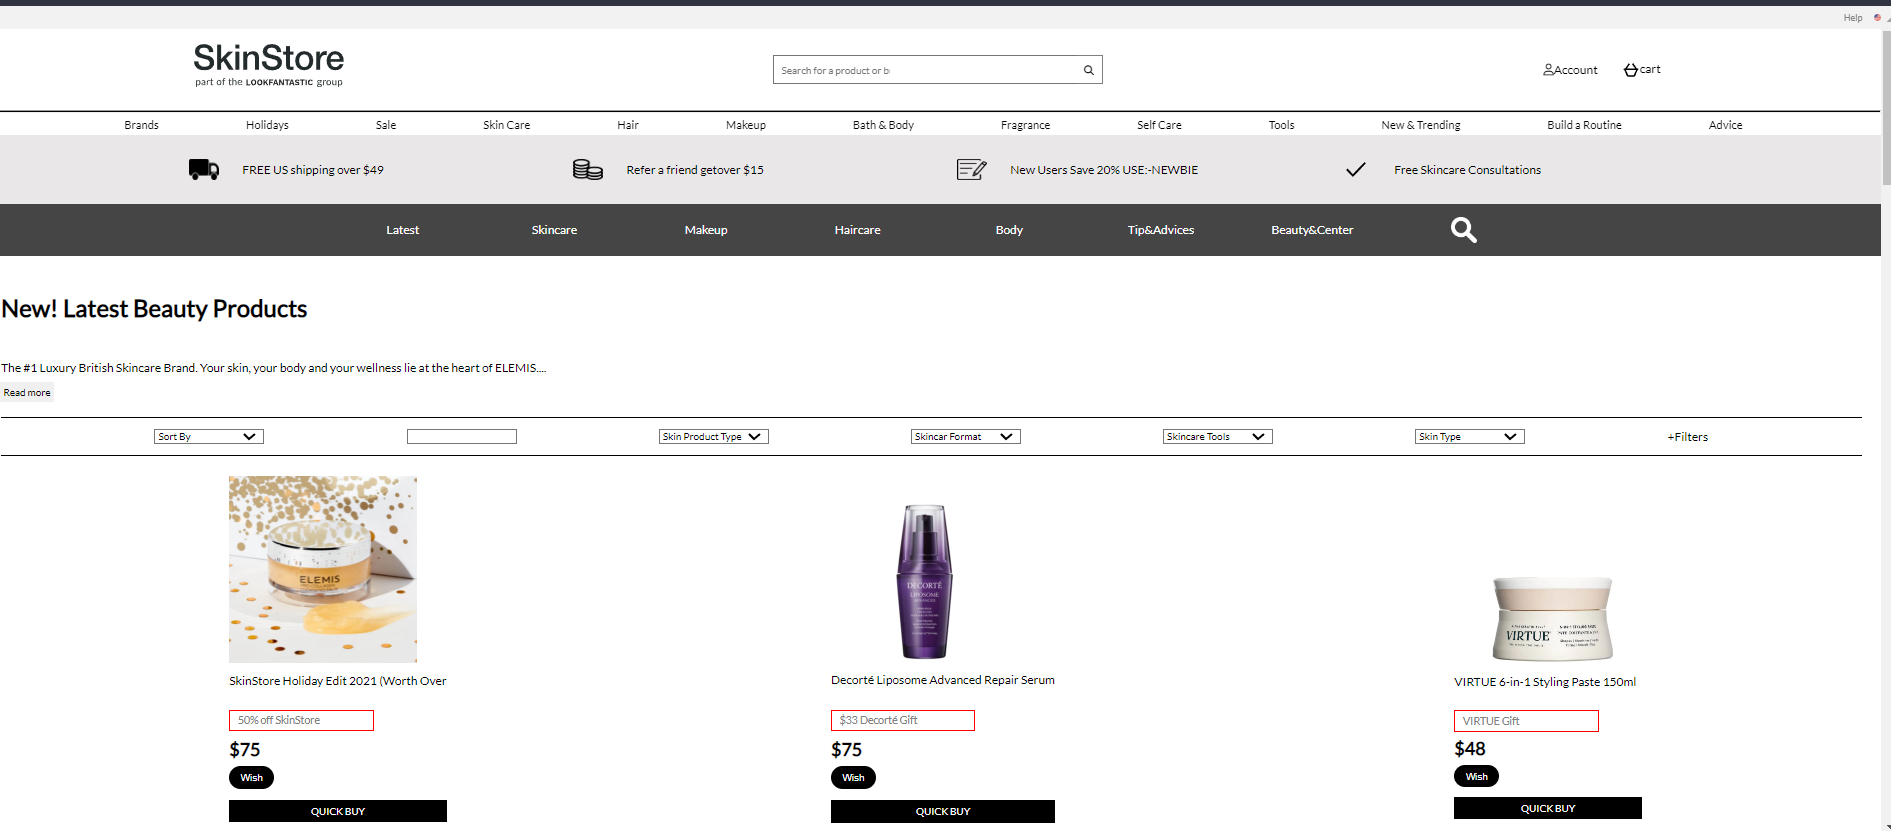 Help
SkinStore
part of the LOOKFANTASTIC group
Search for a product or b
Account
cart
Brands Holidays Sale Skin Care Hair Makeup Bath & Body Fragrance Self Care Tools New & Trending Build a Routine Advice
FREE US shipping over $49 Refer a friend getover $15 New Users Save 20% USE:-NEWBIE Free Skincare Consultations
Latest Skincare Makeup Haircare Body Tip&Advices Beauty&Center
New! Latest Beauty Products
The #1 Luxury British Skincare Brand. Your skin, your body and your wellness lie at the heart of ELEMIS....
Read more
Sort By Skin Product Type Skincar Format Skincare Tools Skin Type +Filters
ELEMIS
DECORTÉ
LIPOSOME
VIRTUE
SkinStore Holiday Edit 2021 (Worth Over
50% off SkinStore
$75
Wish
QUICK BUY
Decorté Liposome Advanced Repair Serum
$33 Decorté Gift
$75
Wish
QUICK BUY
VIRTUE 6-in-1 Styling Paste 150ml
VIRTUE Gift
$48
Wish
QUICK BUY